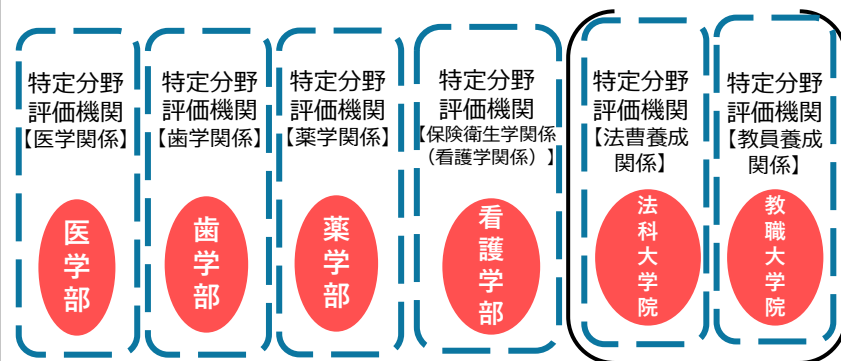 特定分野
評価機関
【医学関係】
医学部
特定分野
評価機関
【歯学関係】
歯学部
特定分野
評価機関
【薬学関係】
薬学部
特定分野
評価機関
【保険衛生学関係
（看護学関係）】
看護学部
特定分野
評価機関
【法曹養成
関係】
法科大学院
特定分野
評価機関
【教員養成
関係】
教職大学院